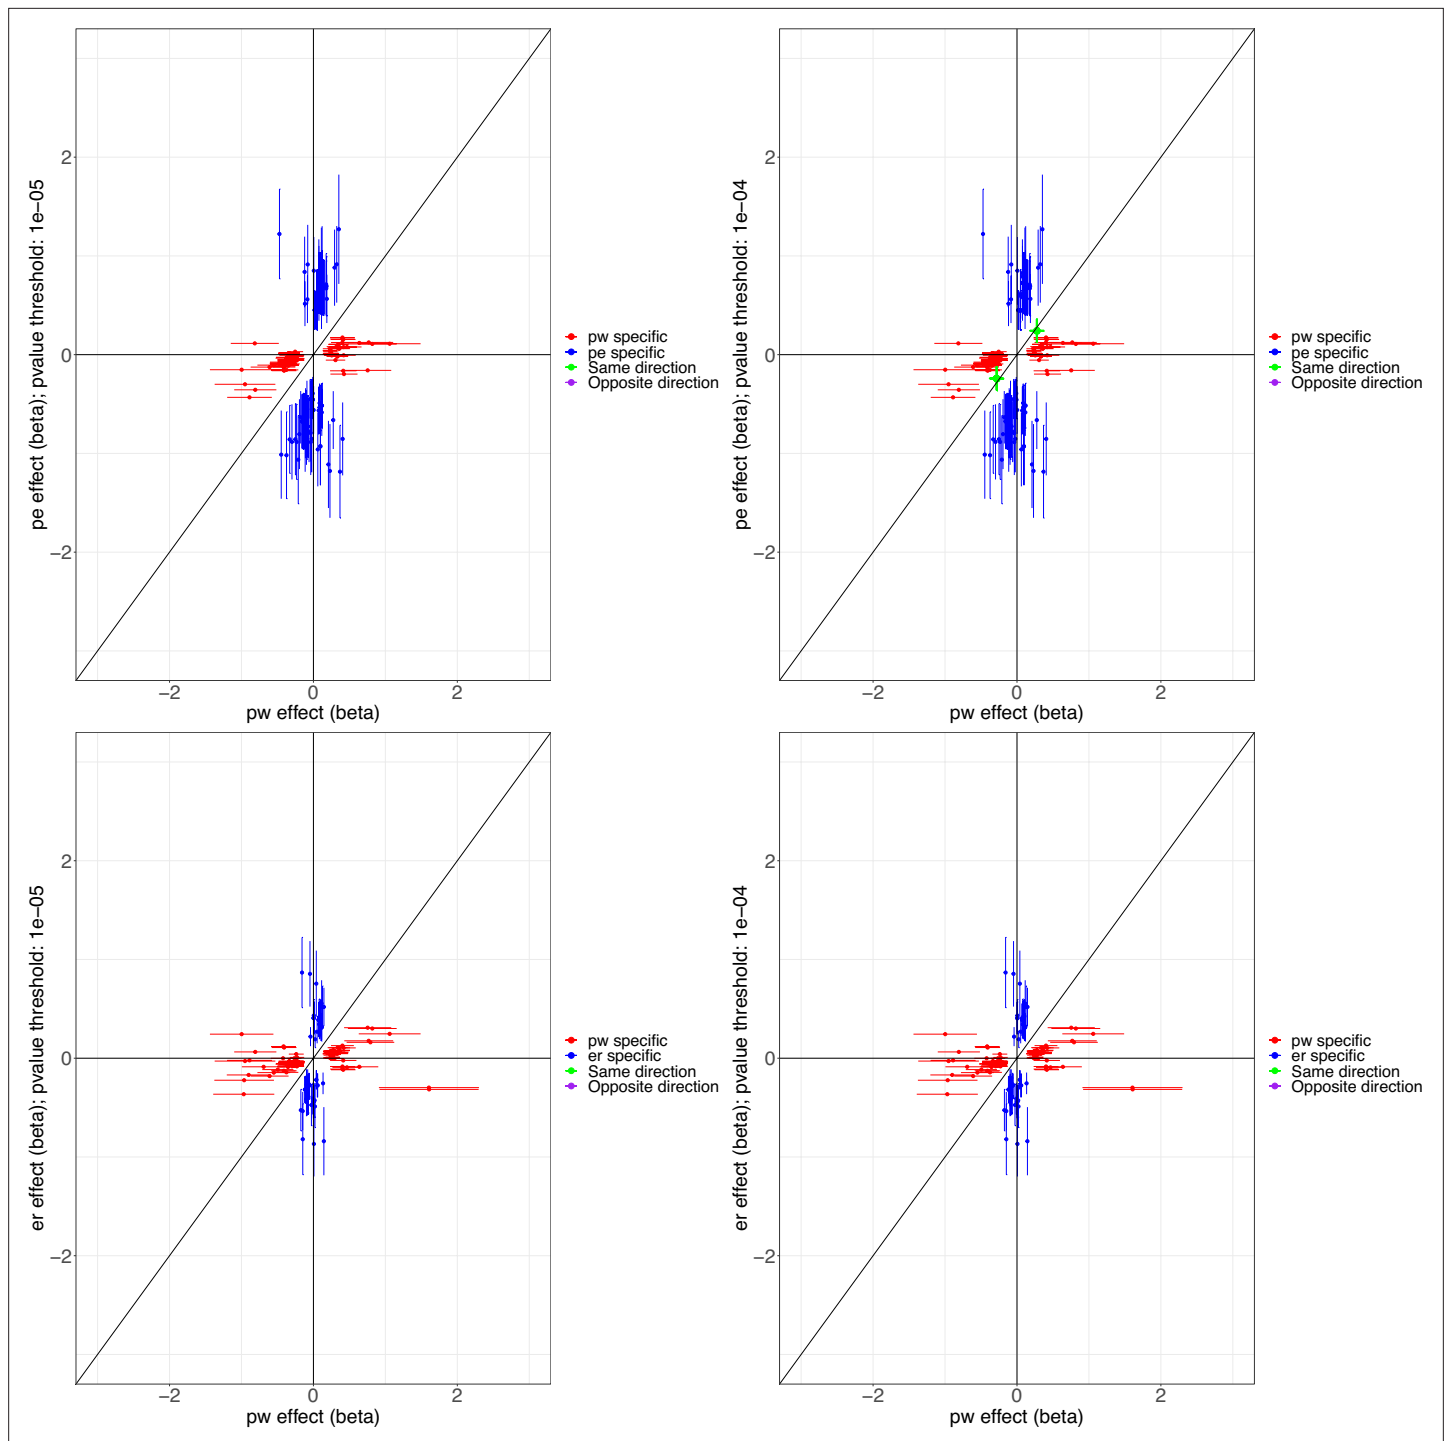 pe effect (beta); pvalue threshold: 1e−05
2
0
−2
−2 0 2
pw effect (beta)
pw specific
pe specific
Same direction
Opposite direction
pe effect (beta); pvalue threshold: 1e−04
2
0
−2
−2 0 2
pw effect (beta)
pw specific
pe specific
Same direction
Opposite direction
er effect (beta); pvalue threshold: 1e−05
2
0
−2
−2 0 2
pw effect (beta)
pw specific
er specific
Same direction
Opposite direction
er effect (beta); pvalue threshold: 1e−04
2
0
−2
−2 0 2
pw effect (beta)
pw specific
er specific
Same direction
Opposite direction